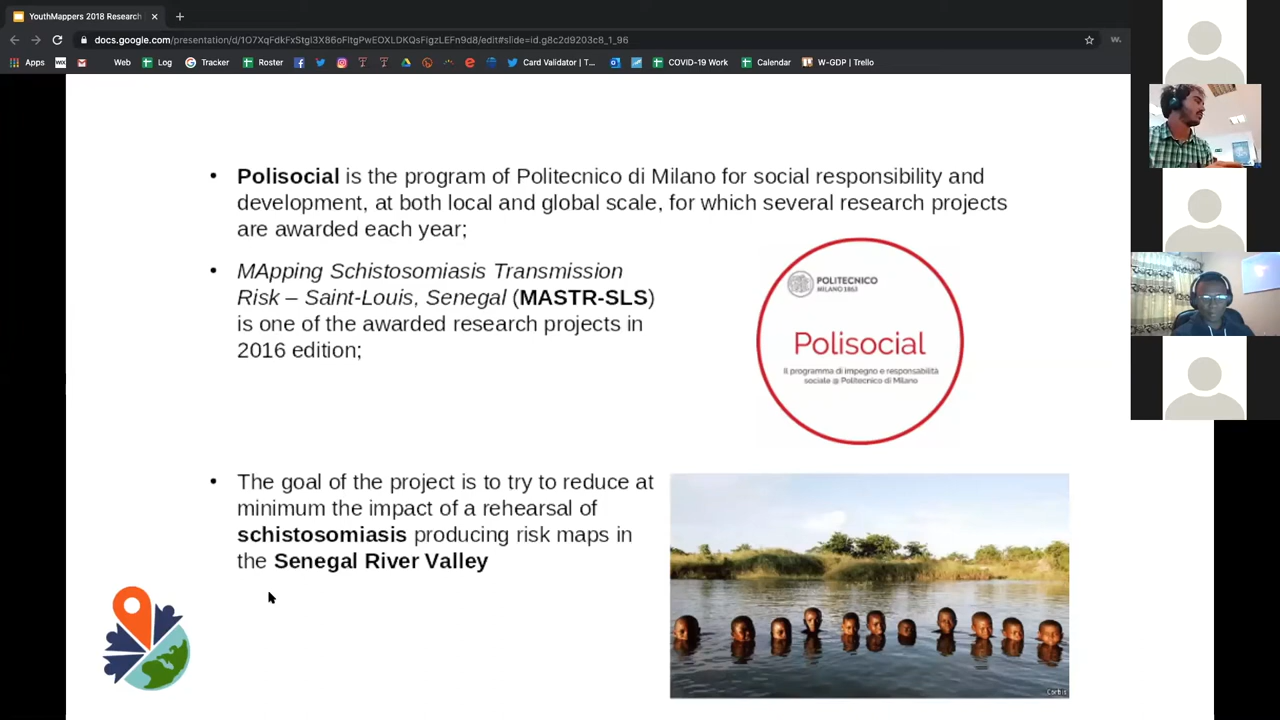 YouthMappers 2018 Research
docs.google.com/presentation/d/1O7XqFdkFxStgl3X86oFltgPwEOXLDKQsFigzLEFn9d8/edit#slide=id.g8c2d9203c8_1_96
Apps Web Log Tracker Roster Card Validator | T... COVID-19 Work Calendar W-GDP | Trello
• Polisocial is the program of Politecnico di Milano for social responsibility and
development, at both local and global scale, for which several research projects
are awarded each year;
• MApping Schistosomiasis Transmission
Risk – Saint-Louis, Senegal (MASTR-SLS)
is one of the awarded research projects in
2016 edition;
POLITECNICO
MILANO 1863
Polisocial
Il programma di impegno e responsabilità
sociale @ Politecnico di Milano
• The goal of the project is to try to reduce at
minimum the impact of a rehearsal of
schistosomiasis producing risk maps in
the Senegal River Valley
Corbis